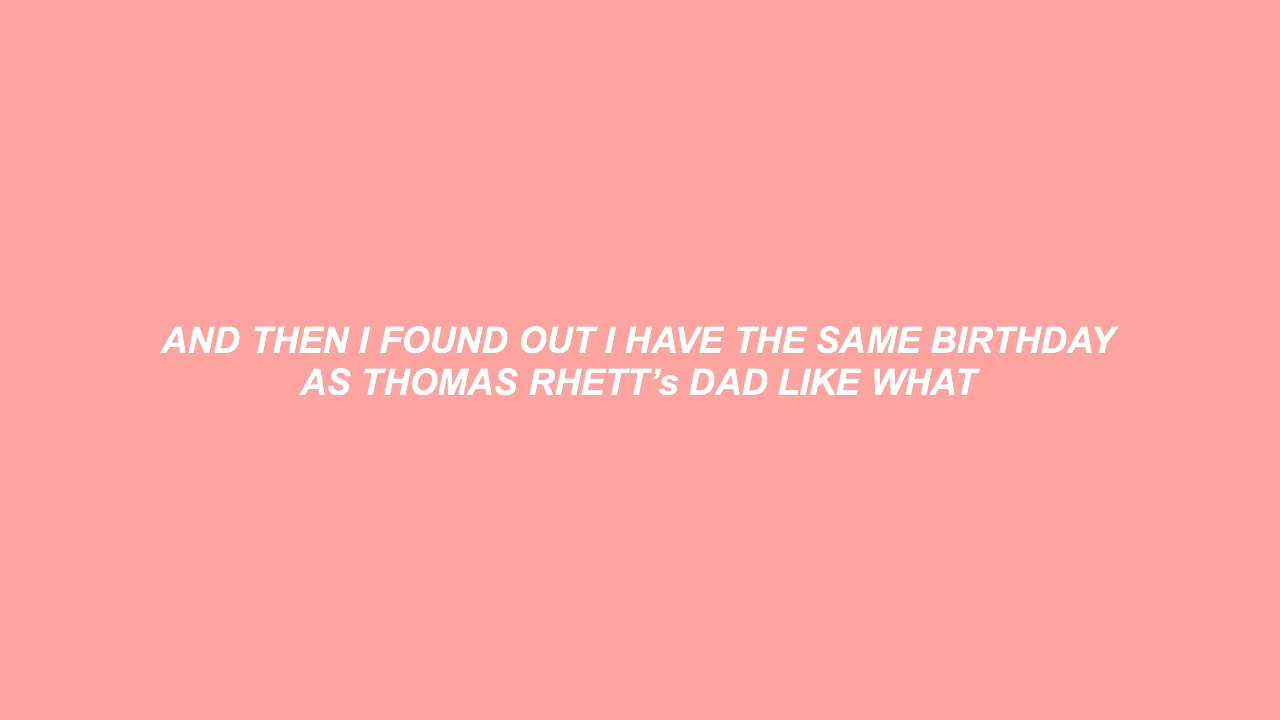 AND THEN I FOUND OUT I HAVE THE SAME BIRTHDAY
AS THOMAS RHETT’s DAD LIKE WHAT